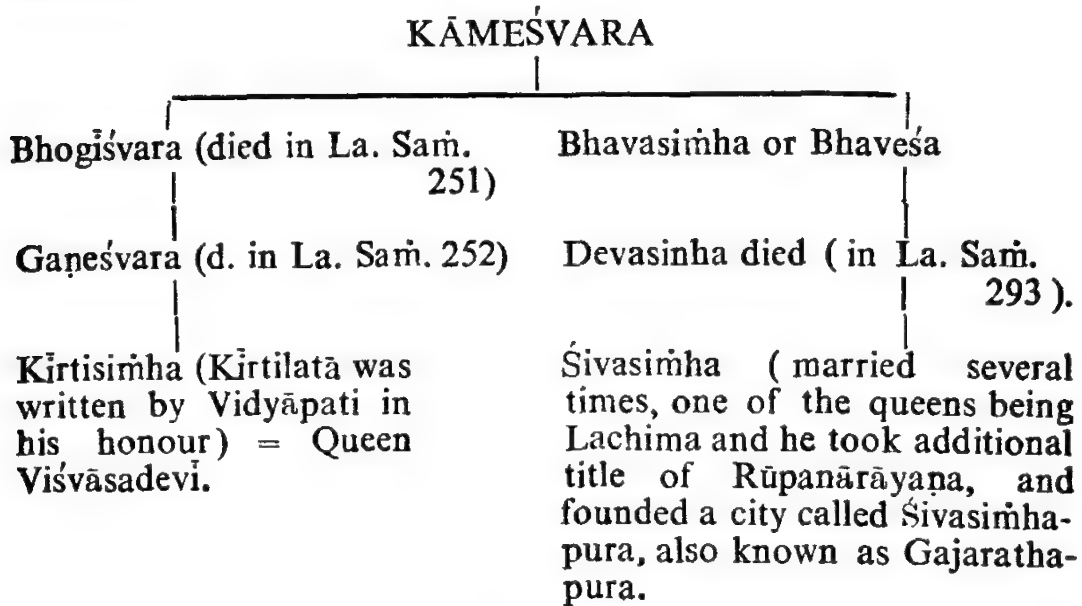 KĀMEŚVARA
Bhogīśvara (died in La. Saṁ.
251)
Bhavasiṁha or Bhaveśa
Gaṇeśvara (d. in La. Saṁ. 252)
Devasinha died ( in La. Saṁ.
293 ).
Kīrtisiṁha (Kīrtilatā was
written by Vidyāpati in
his honour) = Queen
Viśvāsadevī.
Śivasiṁha ( married several
times, one of the queens being
Lachima and he took additional
title of Rūpanārāyaṇa, and
founded a city called Śivasiṁha-
pura, also known as Gajaratha-
pura.